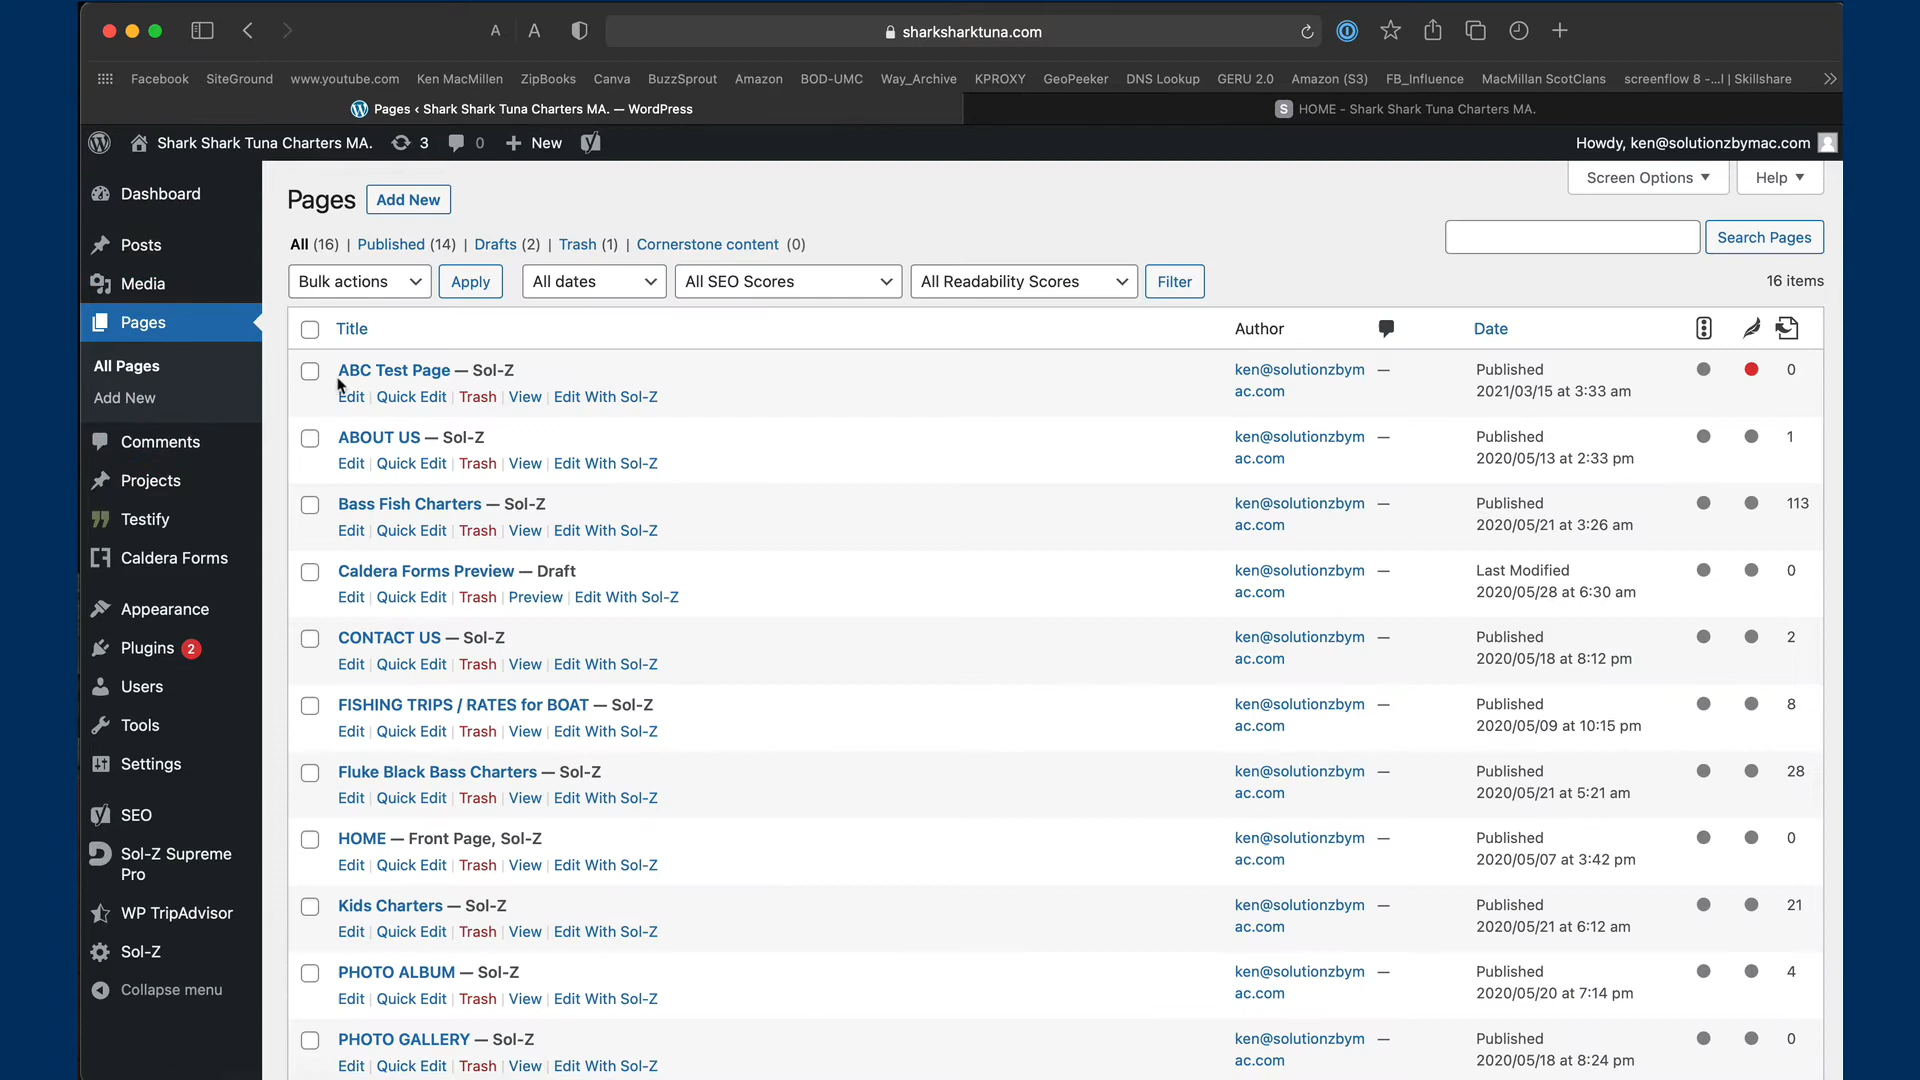 A A sharksharktuna.com
Facebook SiteGround www.youtube.com Ken MacMillen ZipBooks Canva BuzzSprout Amazon BOD-UMC Way_Archive KPROXY GeoPeeker DNS Lookup GERU 2.0 Amazon (S3) FB_Influence MacMillan ScotClans screenflow 8 -...l | Skillshare
Pages ‹ Shark Shark Tuna Charters MA. — WordPress S HOME - Shark Shark Tuna Charters MA.
Shark Shark Tuna Charters MA. 3 0 New Howdy, ken@solutionzbymac.com
Dashboard
Posts
Media
Pages
All Pages
Add New
Comments
Projects
Testify
Caldera Forms
Appearance
Plugins 2
Users
Tools
Settings
SEO
Sol-Z Supreme
Pro
WP TripAdvisor
Sol-Z
Collapse menu
Screen Options Help
Pages Add New
All (16) | Published (14) | Drafts (2) | Trash (1) | Cornerstone content (0)
Search Pages
Bulk actions Apply All dates All SEO Scores All Readability Scores Filter 16 items
Title Author Date
ABC Test Page — Sol-Z ken@solutionzbym — Published 0
Edit | Quick Edit | Trash | View | Edit With Sol-Z ac.com 2021/03/15 at 3:33 am
ABOUT US — Sol-Z ken@solutionzbym — Published 1
Edit | Quick Edit | Trash | View | Edit With Sol-Z ac.com 2020/05/13 at 2:33 pm
Bass Fish Charters — Sol-Z ken@solutionzbym — Published 113
Edit | Quick Edit | Trash | View | Edit With Sol-Z ac.com 2020/05/21 at 3:26 am
Caldera Forms Preview — Draft ken@solutionzbym — Last Modified 0
Edit | Quick Edit | Trash | Preview | Edit With Sol-Z ac.com 2020/05/28 at 6:30 am
CONTACT US — Sol-Z ken@solutionzbym — Published 2
Edit | Quick Edit | Trash | View | Edit With Sol-Z ac.com 2020/05/18 at 8:12 pm
FISHING TRIPS / RATES for BOAT — Sol-Z ken@solutionzbym — Published 8
Edit | Quick Edit | Trash | View | Edit With Sol-Z ac.com 2020/05/09 at 10:15 pm
Fluke Black Bass Charters — Sol-Z ken@solutionzbym — Published 28
Edit | Quick Edit | Trash | View | Edit With Sol-Z ac.com 2020/05/21 at 5:21 am
HOME — Front Page, Sol-Z ken@solutionzbym — Published 0
Edit | Quick Edit | Trash | View | Edit With Sol-Z ac.com 2020/05/07 at 3:42 pm
Kids Charters — Sol-Z ken@solutionzbym — Published 21
Edit | Quick Edit | Trash | View | Edit With Sol-Z ac.com 2020/05/21 at 6:12 am
PHOTO ALBUM — Sol-Z ken@solutionzbym — Published 4
Edit | Quick Edit | Trash | View | Edit With Sol-Z ac.com 2020/05/20 at 7:14 pm
PHOTO GALLERY — Sol-Z ken@solutionzbym — Published 0
Edit | Quick Edit | Trash | View | Edit With Sol-Z ac.com 2020/05/18 at 8:24 pm